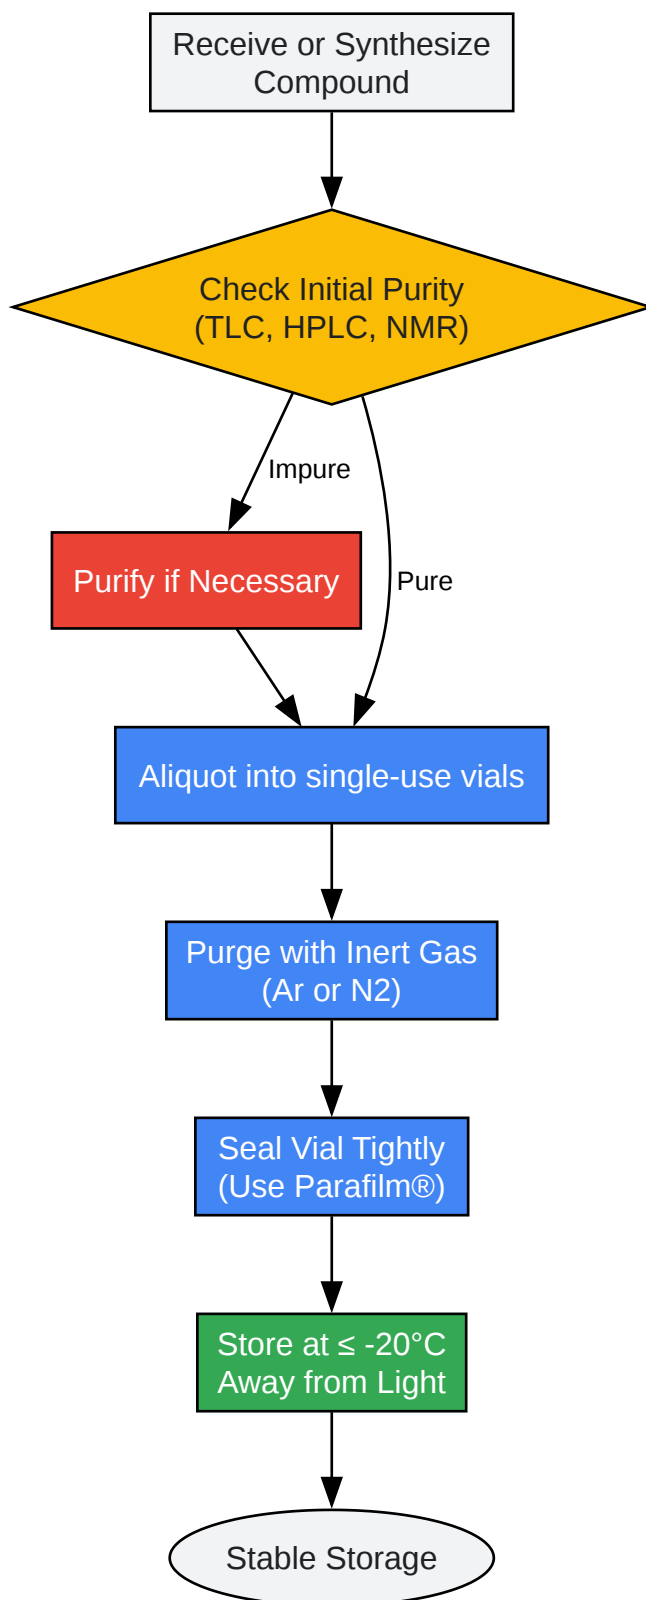 Receive or Synthesize
Compound
Check Initial Purity
(TLC, HPLC, NMR)
Impure
Purify if Necessary
Pure
Aliquot into single-use vials
Purge with Inert Gas
(Ar or N2)
Seal Vial Tightly
(Use Parafilm®)
Store at ≤ -20°C
Away from Light
Stable Storage